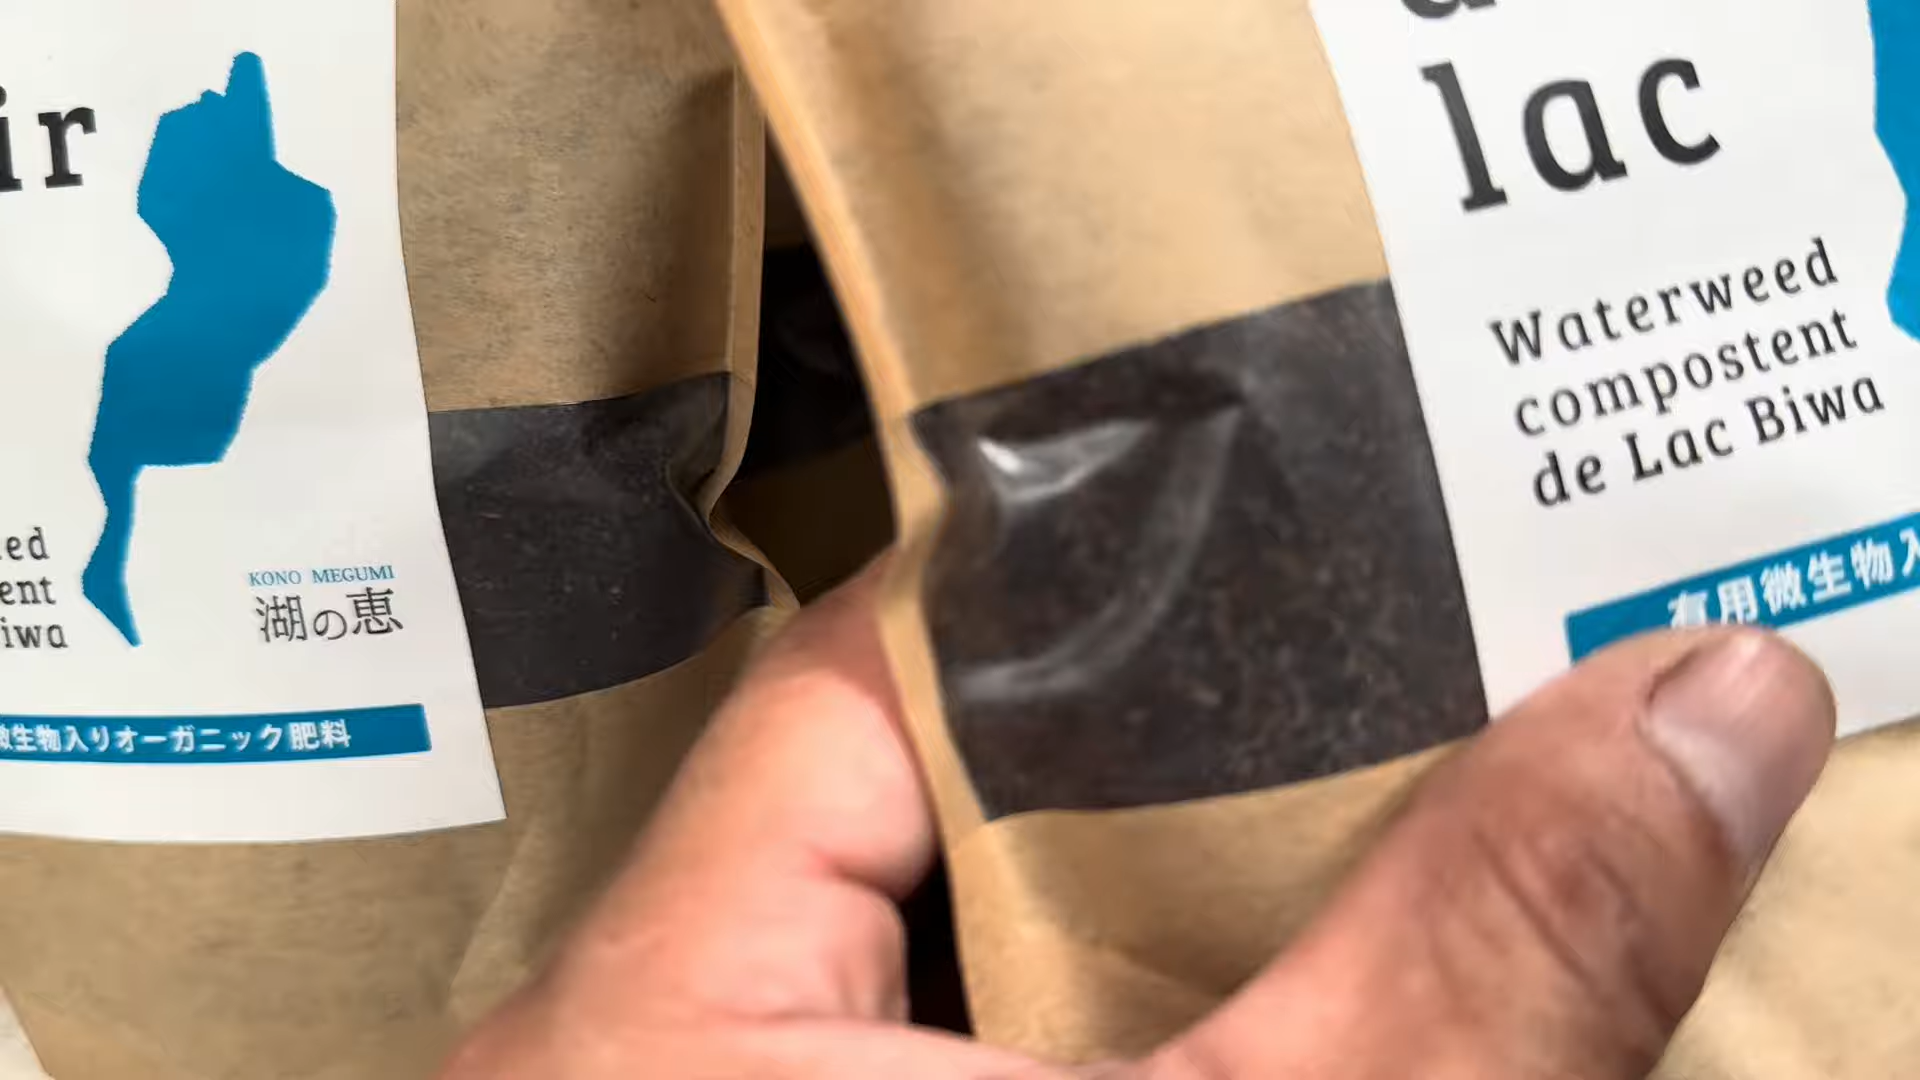 ir
ed
ent
iwa
KONO MEGUMI
湖の恵
微生物入りオーガニック肥料
lac
Waterweed
compostent
de Lac Biwa
有用微生物入